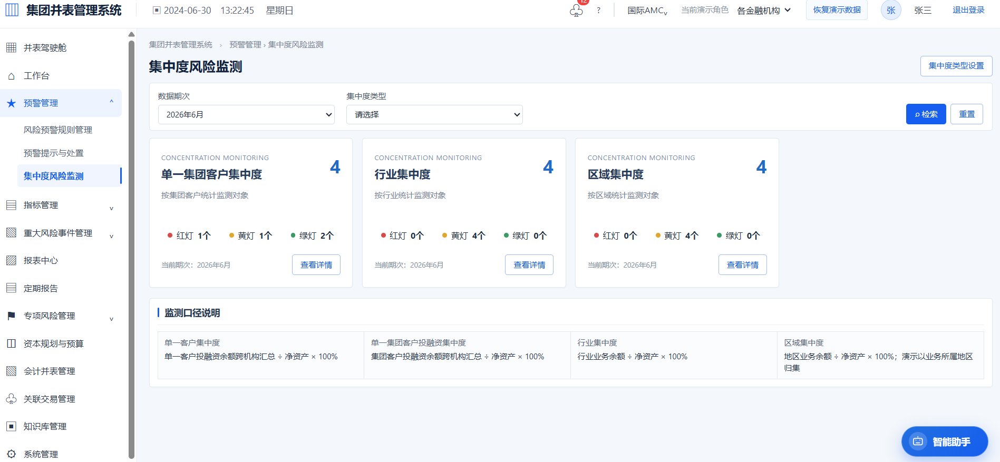 集团并表管理系统
2024-06-30 13:22:45 星期日
12
?
国际AMC
当前演示角色 各金融机构
恢复演示数据
张
张三
退出登录
并表驾驶舱
工作台
预警管理
风险预警规则管理
预警提示与处置
集中度风险监测
指标管理
重大风险事件管理
报表中心
定期报告
专项风险管理
资本规划与预算
会计并表管理
关联交易管理
知识库管理
系统管理
集团并表管理系统 › 预警管理 › 集中度风险监测
集中度风险监测
集中度类型设置
数据期次
2026年6月
集中度类型
请选择
检索
重置
CONCENTRATION MONITORING
单一集团客户集中度
4
按集团客户统计监测对象
红灯 1个 黄灯 1个 绿灯 2个
当前期次：2026年6月
查看详情
CONCENTRATION MONITORING
行业集中度
4
按行业统计监测对象
红灯 0个 黄灯 4个 绿灯 0个
当前期次：2026年6月
查看详情
CONCENTRATION MONITORING
区域集中度
4
按区域统计监测对象
红灯 0个 黄灯 4个 绿灯 0个
当前期次：2026年6月
查看详情
监测口径说明
单一客户集中度
单一客户投融资余额跨机构汇总 ÷ 净资产 × 100%
单一集团客户投融资集中度
集团客户投融资余额跨机构汇总 ÷ 净资产 × 100%
行业集中度
行业业务余额 ÷ 净资产 × 100%
区域集中度
地区业务余额 ÷ 净资产 × 100%；演示以业务所属地区
归集
智能助手